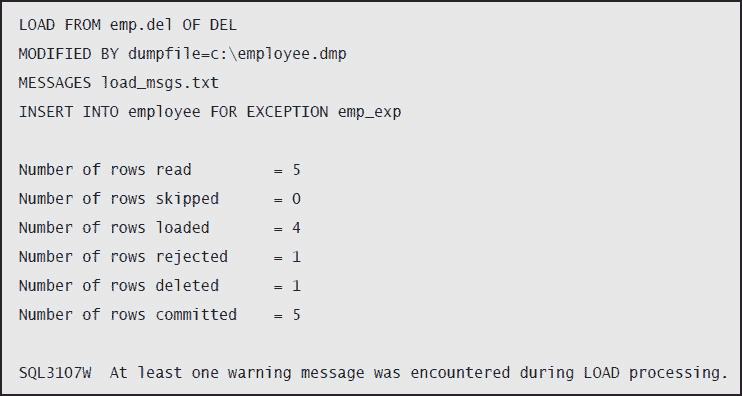 LOAD FROM emp.del OF DEL
MODIFIED BY dumpfile=c:\employee.dmp
MESSAGES load_msgs.txt
INSERT INTO employee FOR EXCEPTION emp_exp
Number of rows read = 5
Number of rows skipped = 0
Number of rows loaded = 4
Number of rows rejected = 1
Number of rows deleted = 1
Number of rows committed = 5
SQL3107W At least one warning message was encountered during LOAD processing.